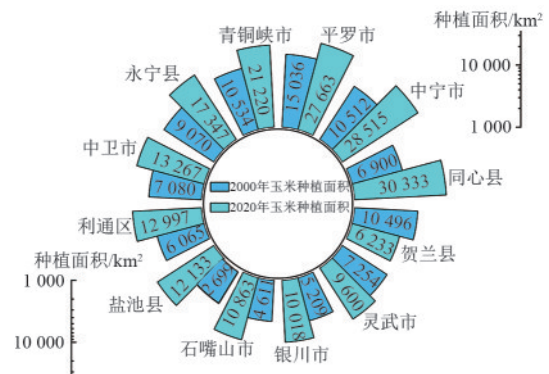 种植面积/km²
10 000
1 000
青铜峡市
21 220
10 534
平罗市
15 036
27 663
中宁市
10 512
28 515
同心县
6 900
30 333
贺兰县
10 496
6 233
灵武市
7 254
9 600
银川市
5 209
10 018
石嘴山市
4 611
10 863
盐池县
2 699
12 133
利通区
6 065
12 997
中卫市
7 080
13 267
永宁县
9 070
17 347
2000年玉米种植面积
2020年玉米种植面积
种植面积/km²
1 000
10 000